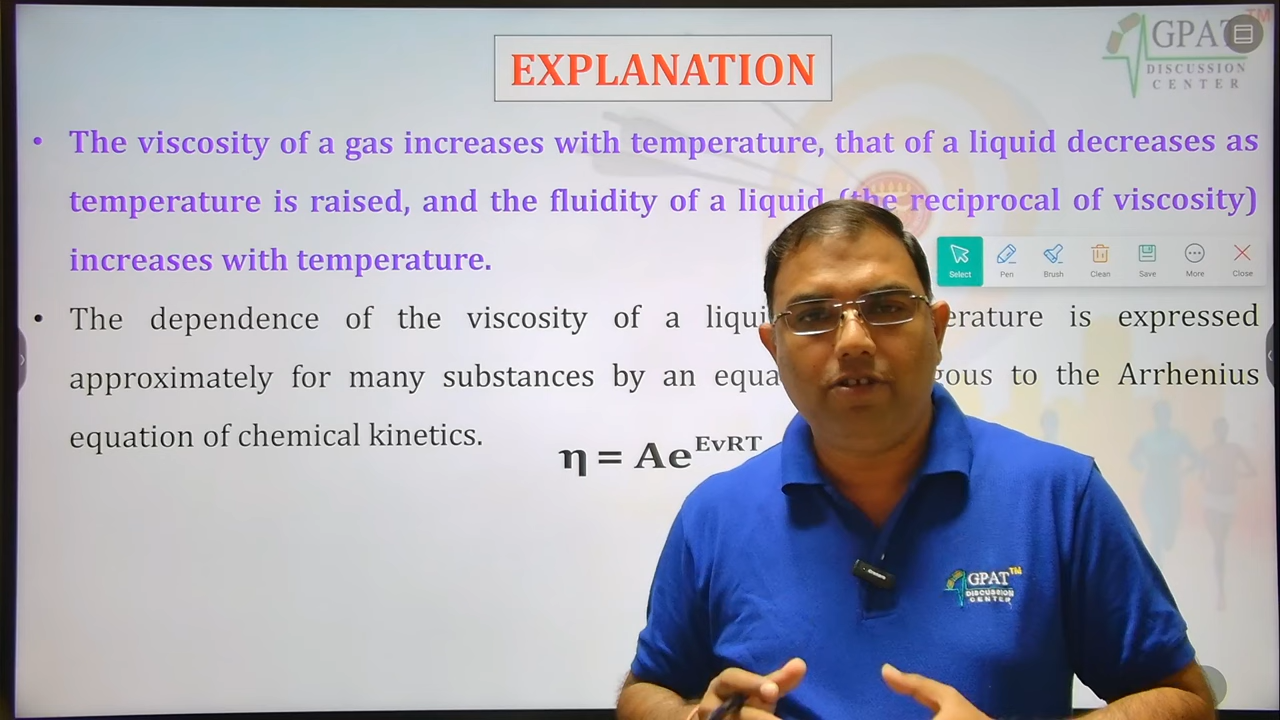 EXPLANATION
GPAT
TM
DISCUSSION
CENTER
• The viscosity of a gas increases with temperature, that of a liquid decreases as
temperature is raised, and the fluidity of a liquid (the reciprocal of viscosity)
increases with temperature.
• The dependence of the viscosity of a is expressed
approximately for many substances by an to the Arrhenius
equation of chemical kinetics.
η = Ae^EvRT
Select Pen Brush Clean Save More Close
GPAT TM
DISCUSSION
CENTER